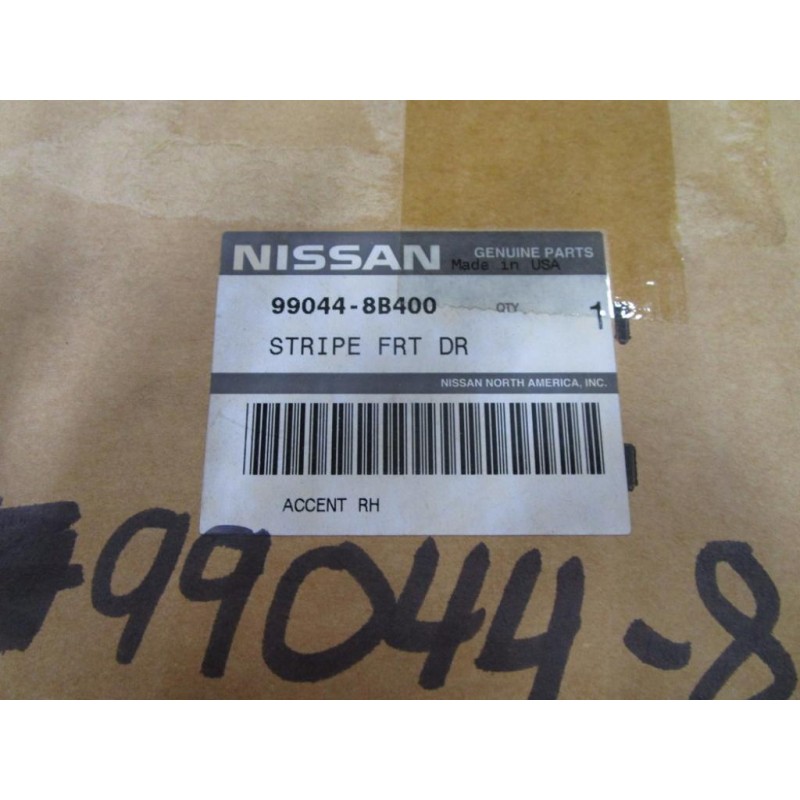 NISSAN GENUINE PARTS
Made in USA
99044-8B400 QTY 1
STRIPE FRT DR
NISSAN NORTH AMERICA, INC.
ACCENT RH
#99044-8